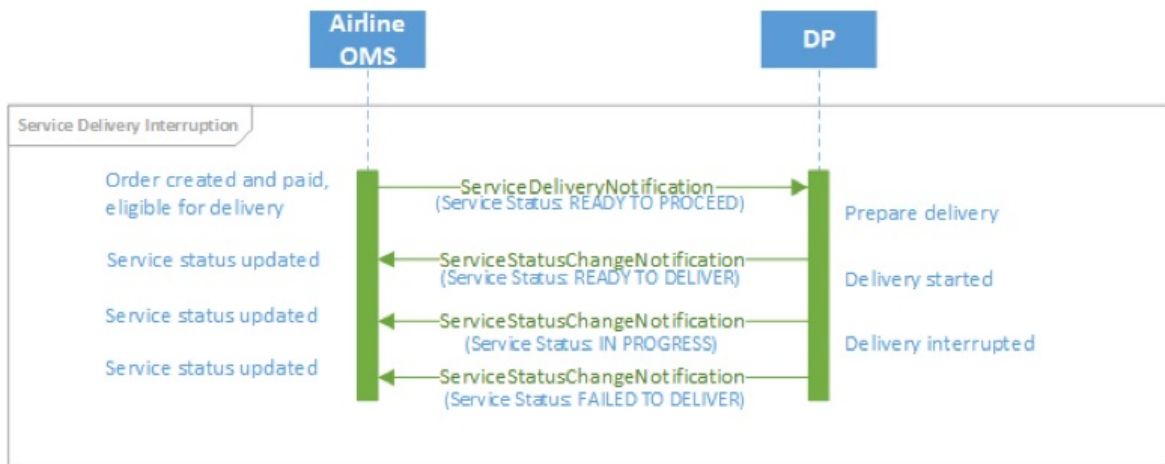 Airline
OMS
DP
Service Delivery Interruption
Order created and paid,
eligible for delivery
ServiceDeliveryNotification
(Service Status: READY TO PROCEED)
Prepare delivery
Service status updated
ServiceStatusChangeNotification
(Service Status: READY TO DELIVER)
Delivery started
Service status updated
ServiceStatusChangeNotification
(Service Status: IN PROGRESS)
Delivery interrupted
Service status updated
ServiceStatusChangeNotification
(Service Status: FAILED TO DELIVER)